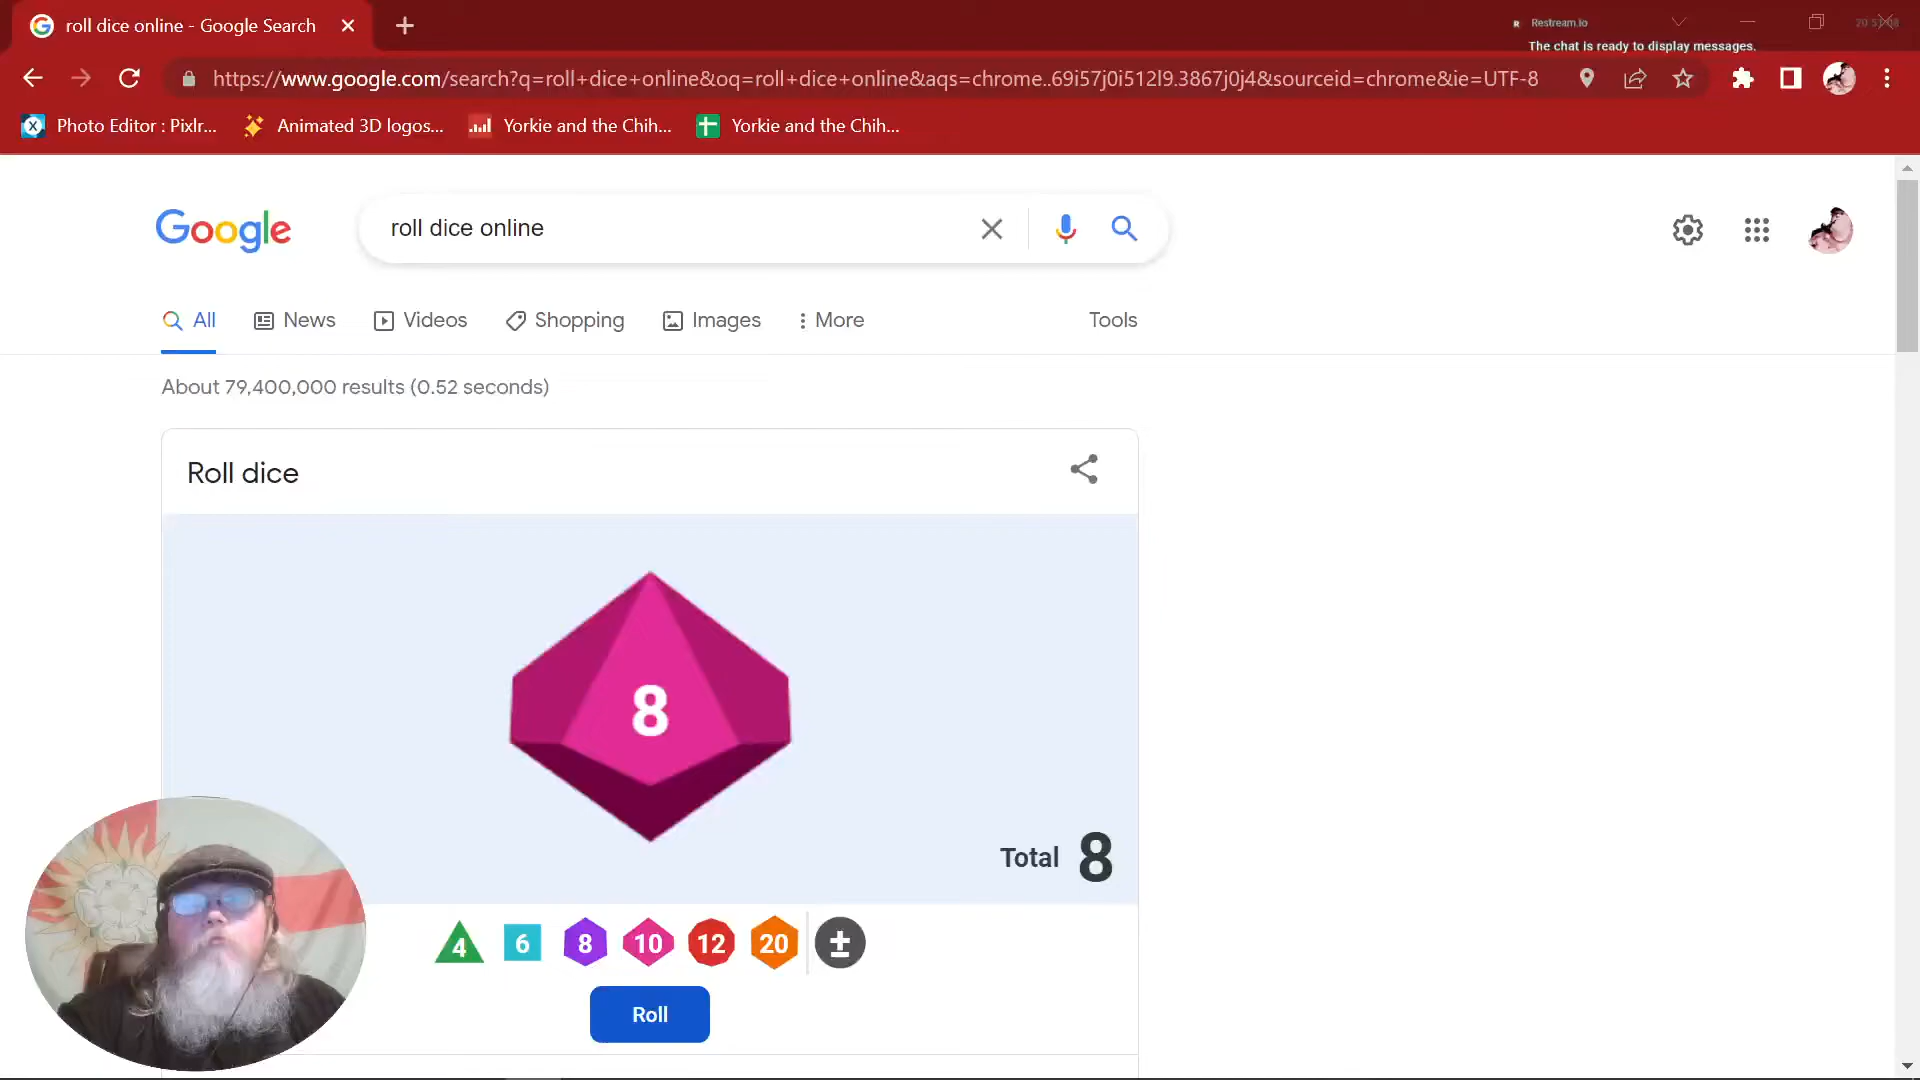 roll dice online - Google Search
Restream.io
The chat is ready to display messages.
https://www.google.com/search?q=roll+dice+online&oq=roll+dice+online&aqs=chrome..69i57j0i512l9.3867j0j4&sourceid=chrome&ie=UTF-8
Photo Editor : Pixlr...
Animated 3D logos...
Yorkie and the Chih...
Yorkie and the Chih...
Google
roll dice online
All
News
Videos
Shopping
Images
More
Tools
About 79,400,000 results (0.52 seconds)
Roll dice
8
Total 8
4 6 8 10 12 20 ±
Roll